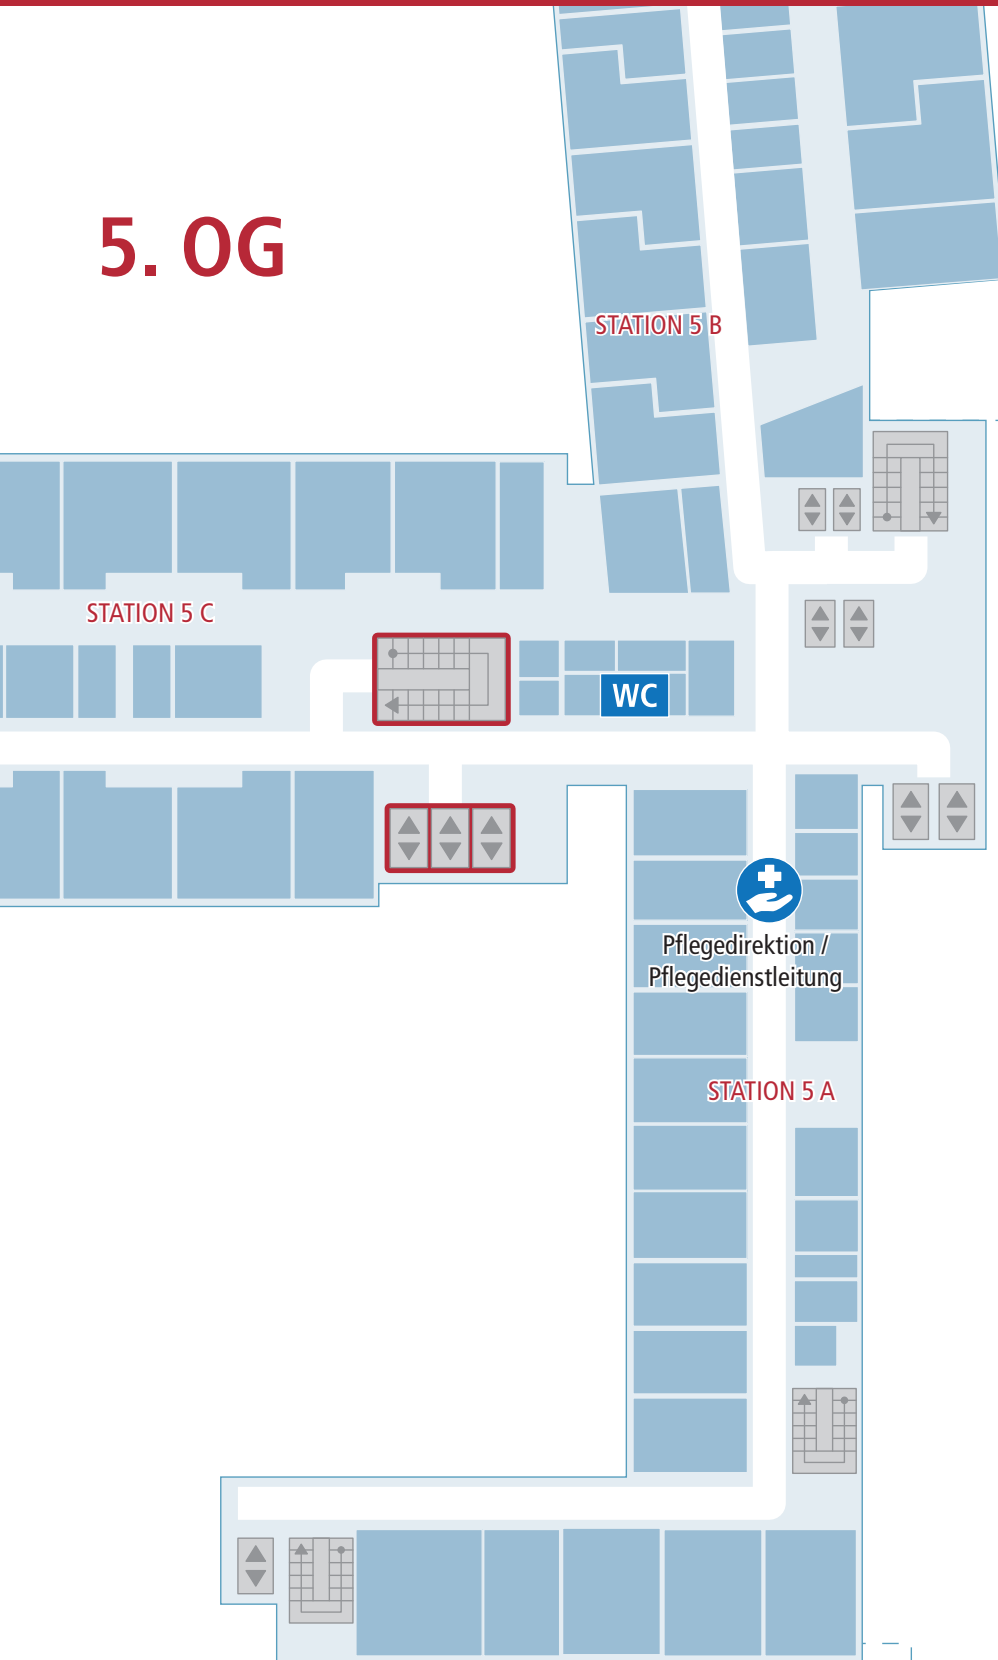 5. OG
STATION 5 B
STATION 5 C
WC
Pflegedirektion /
Pflegedienstleitung
STATION 5 A